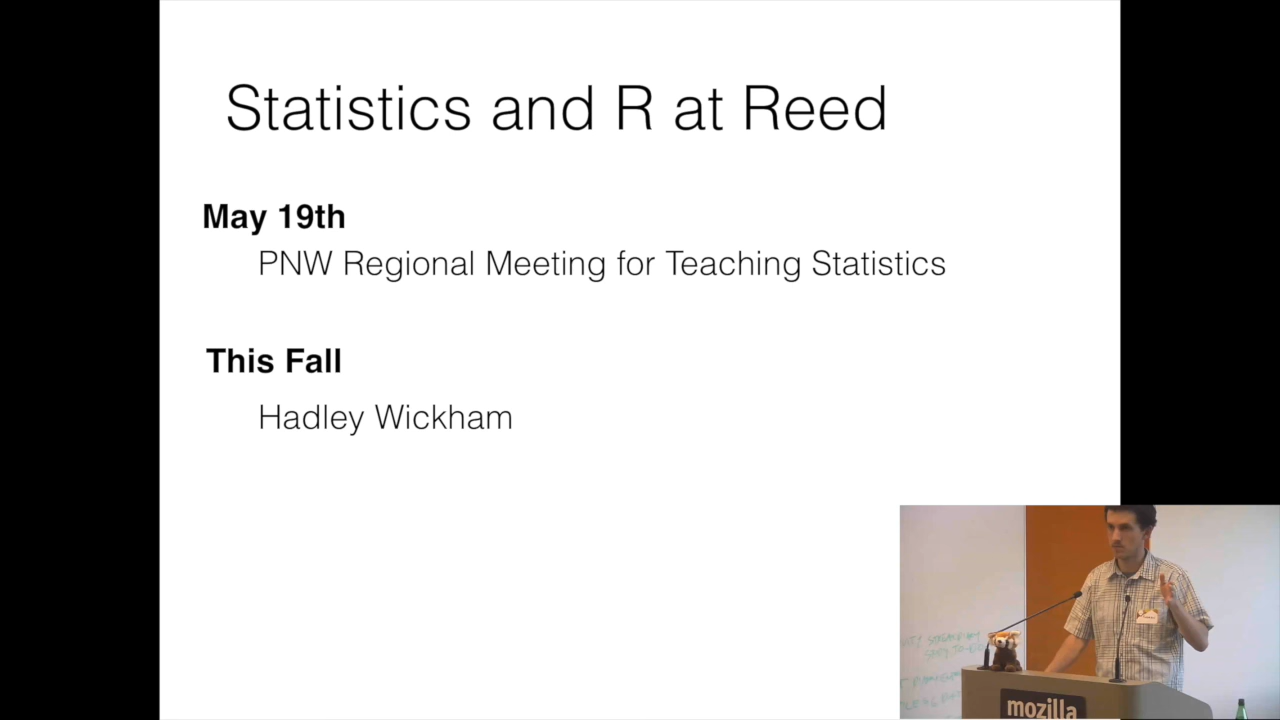 Statistics and R at Reed
May 19th
PNW Regional Meeting for Teaching Statistics
This Fall
Hadley Wickham
mozilla